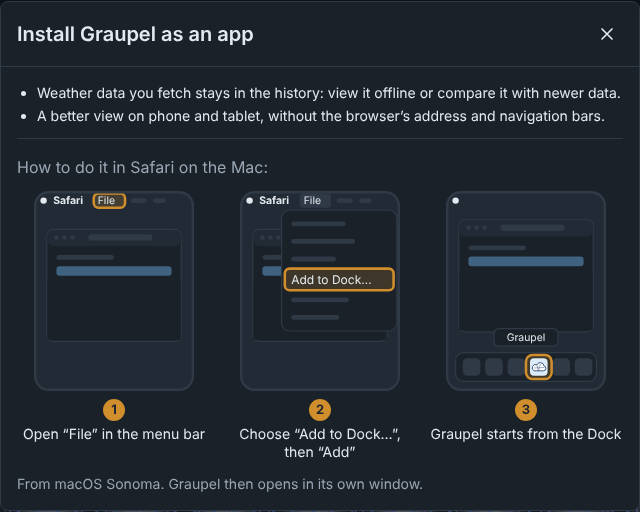 Install Graupel as an app
• Weather data you fetch stays in the history: view it offline or compare it with newer data.
• A better view on phone and tablet, without the browser’s address and navigation bars.
How to do it in Safari on the Mac:
Safari File
Safari File
Add to Dock…
Graupel
1
Open “File” in the menu bar
2
Choose “Add to Dock…”,
then “Add”
3
Graupel starts from the Dock
From macOS Sonoma. Graupel then opens in its own window.